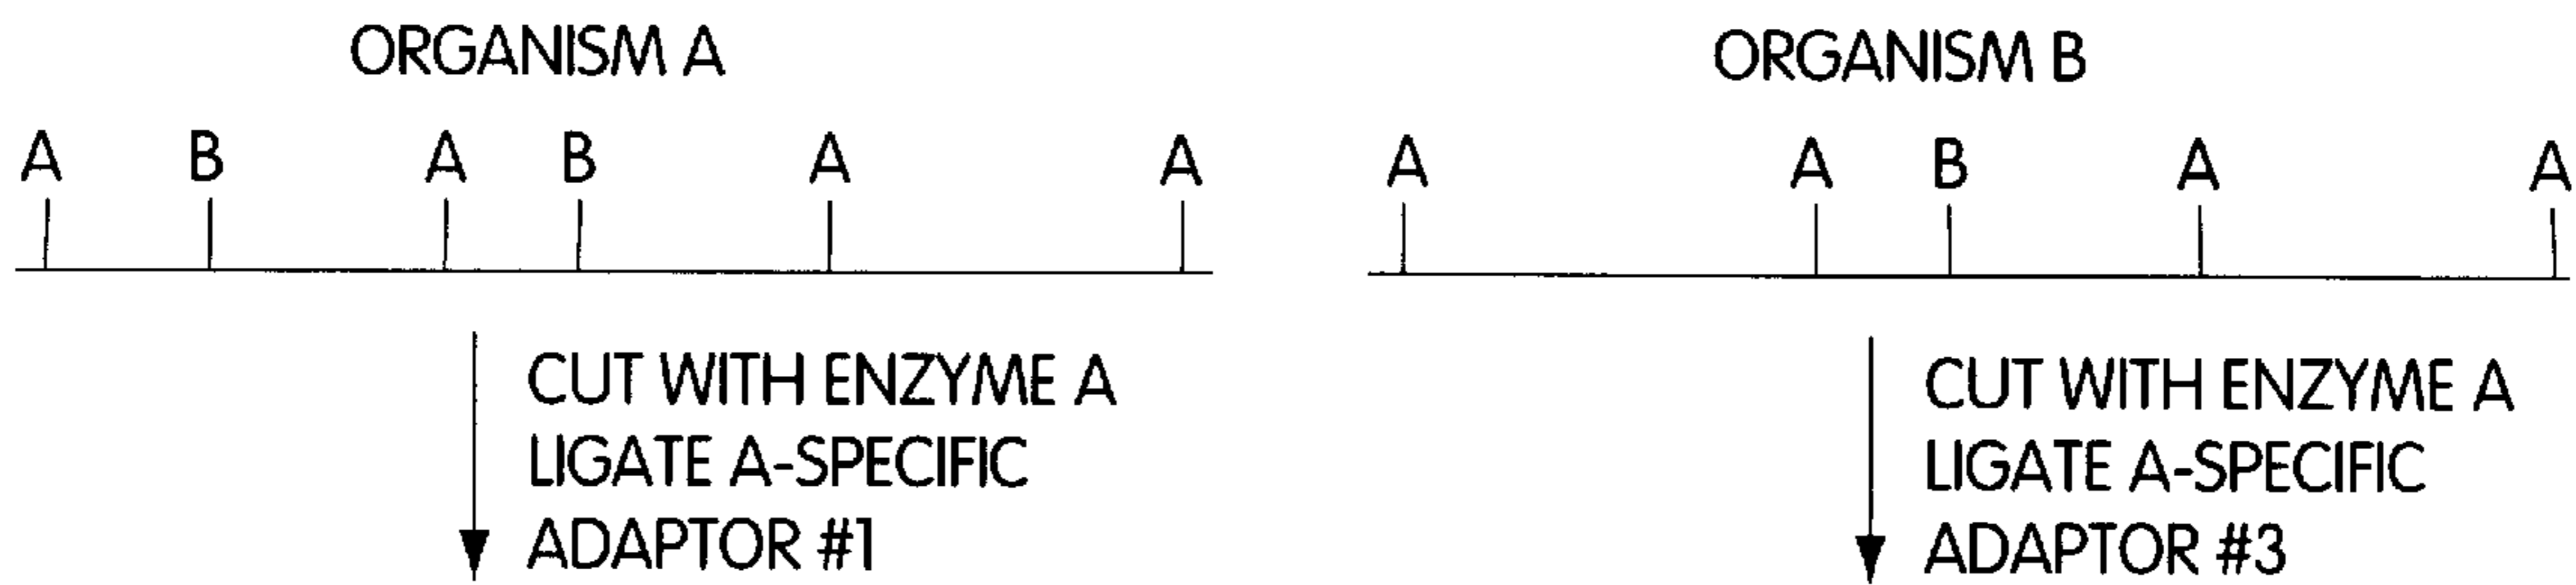 ORGANISM A
A B A B A A
CUT WITH ENZYME A
LIGATE A-SPECIFIC
ADAPTOR #1
ORGANISM B
A A B A A
CUT WITH ENZYME A
LIGATE A-SPECIFIC
ADAPTOR #3